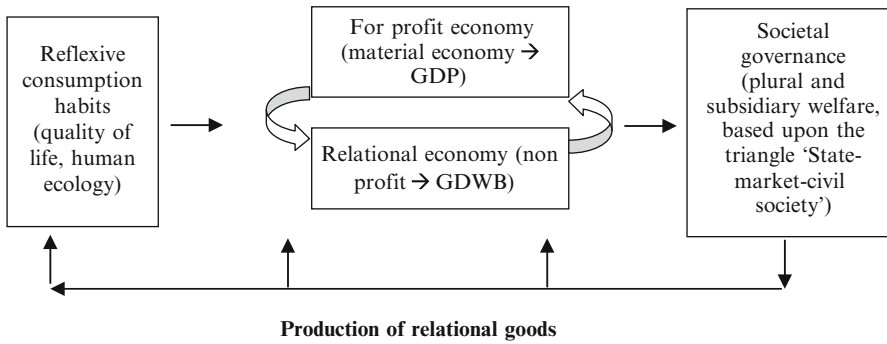 Reflexive
consumption
habits
(quality of
life, human
ecology)
For profit economy
(material economy →
GDP)
Relational economy (non
profit → GDWB)
Societal
governance
(plural and
subsidiary welfare,
based upon the
triangle ‘State-
market-civil
society’)
Production of relational goods